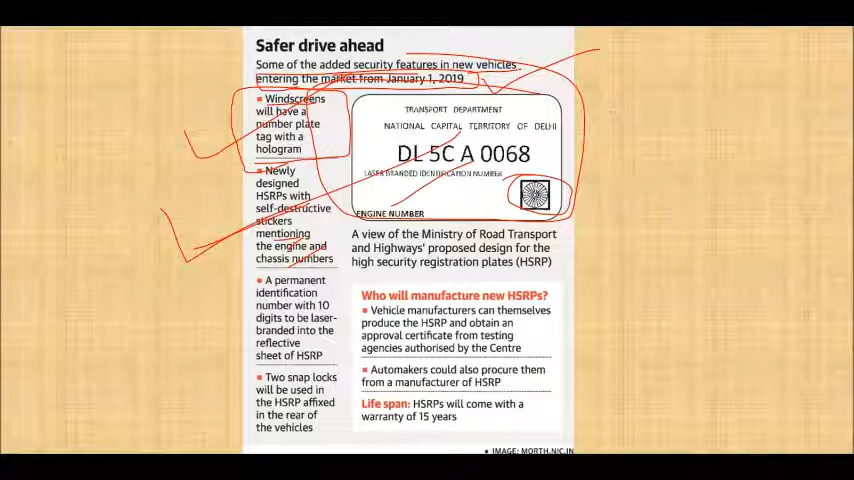 Safer drive ahead
Some of the added security features in new vehicles
entering the market from January 1, 2019
▪ Windscreens
will have a
number plate
tag with a
hologram
▪ Newly
designed
HSRPs with
self-destructive
stickers
mentioning
the engine and
chassis numbers
▪ A permanent
identification
number with 10
digits to be laser-
branded into the
reflective
sheet of HSRP
▪ Two snap locks
will be used in
the HSRP affixed
in the rear of
the vehicles
TRANSPORT DEPARTMENT
NATIONAL CAPITAL TERRITORY OF DELHI
DL 5C A 0068
LASER BRANDED IDENTIFICATION NUMBER
ENGINE NUMBER
A view of the Ministry of Road Transport
and Highways' proposed design for the
high security registration plates (HSRP)
Who will manufacture new HSRPs?
▪ Vehicle manufacturers can themselves
produce the HSRP and obtain an
approval certificate from testing
agencies authorised by the Centre
▪ Automakers could also procure them
from a manufacturer of HSRP
Life span: HSRPs will come with a
warranty of 15 years
▪ IMAGE: MORTH.NIC.IN